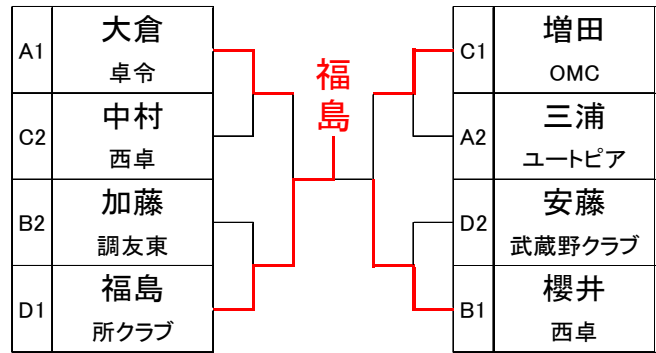 A1
大倉
卓令
C2
中村
西卓
B2
加藤
調友東
D1
福島
所クラブ
福島
C1
増田
OMC
A2
三浦
ユートピア
D2
安藤
武蔵野クラブ
B1
櫻井
西卓